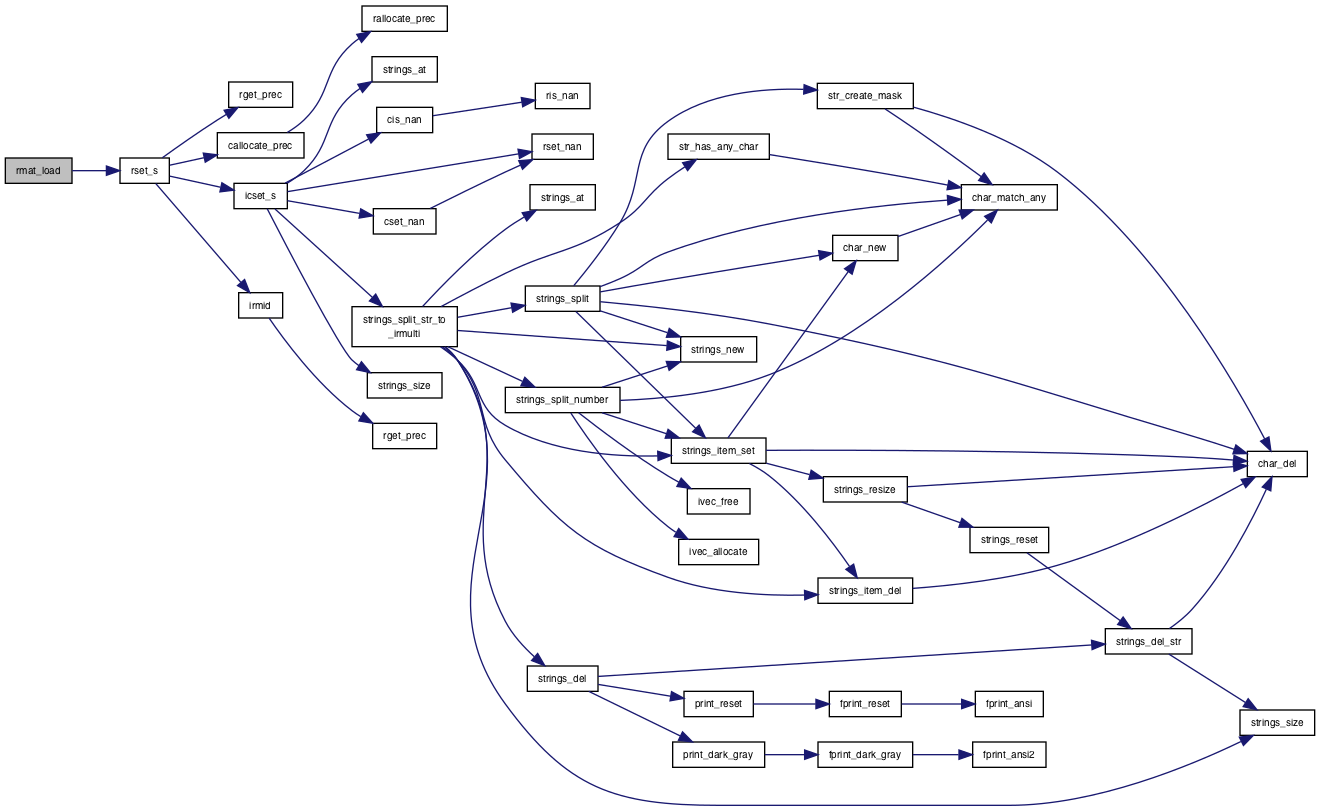 rallocate_prec
strings_at
rget_prec
ris_nan
str_create_mask
cis_nan
callocate_prec
rset_nan
str_has_any_char
rmat_load
rset_s
icset_s
strings_at
char_match_any
cset_nan
char_new
irmid
strings_split
strings_split_str_to
_irmulti
strings_new
strings_size
strings_split_number
rget_prec
strings_item_set
char_del
strings_resize
ivec_free
strings_reset
ivec_allocate
strings_item_del
strings_del_str
strings_del
print_reset
fprint_reset
fprint_ansi
strings_size
print_dark_gray
fprint_dark_gray
fprint_ansi2